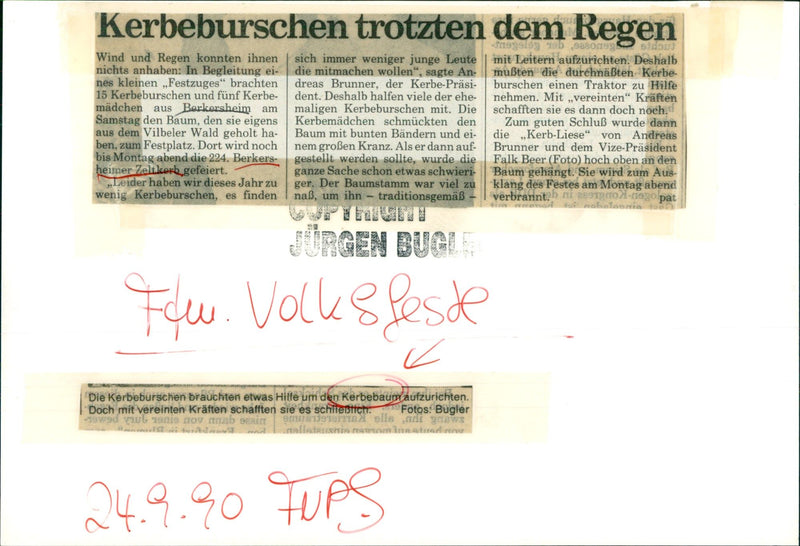 Kerbeburschen trotzten dem Regen
Wind und Regen konnten ihnen
nichts anhaben: In Begleitung ei-
nes kleinen „Festzuges“ brachten
15 Kerbeburschen und fünf Kerbe-
mädchen aus Berkersheim am
Samstag den Baum, den sie eigens
aus dem Vilbeler Wald geholt ha-
ben, zum Festplatz. Dort wird noch
bis Montag abend die 224. Berkers-
heimer Zeltkerb gefeiert.
„Leider haben wir dieses Jahr zu
wenig Kerbeburschen, es finden
sich immer weniger junge Leute
die mitmachen wollen“, sagte An-
dreas Brunner, der Kerbe-Präsi-
dent. Deshalb halfen viele der ehe-
maligen Kerbeburschen mit. Die
Kerbemädchen schmückten den
Baum mit bunten Bändern und ei-
nem großen Kranz. Als er dann auf-
gestellt werden sollte, wurde die
ganze Sache schon etwas schwieri-
ger. Der Baumstamm war viel zu
naß, um ihn – traditionsgemäß –
mit Leitern aufzurichten. Deshalb
mußten die durchnäßten Kerbe-
burschen einen Traktor zu Hilfe
nehmen. Mit „vereinten“ Kräften
schafften sie es dann doch noch.
Zum guten Schluß wurde dann
die „Kerb-Liese“ von Andreas
Brunner und dem Vize-Präsident
Falk Beer (Foto) hoch oben an den
Baum gehängt. Sie wird zum Aus-
klang des Festes am Montag abend
verbrannt. pat
COPYRIGHT
JÜRGEN BUGLE
Ffm. Volksfeste
Die Kerbeburschen brauchten etwas Hilfe um den Kerbebaum aufzurichten.
Doch mit vereinten Kräften schafften sie es schließlich. Fotos: Bugler
24.9.90 FNP S.